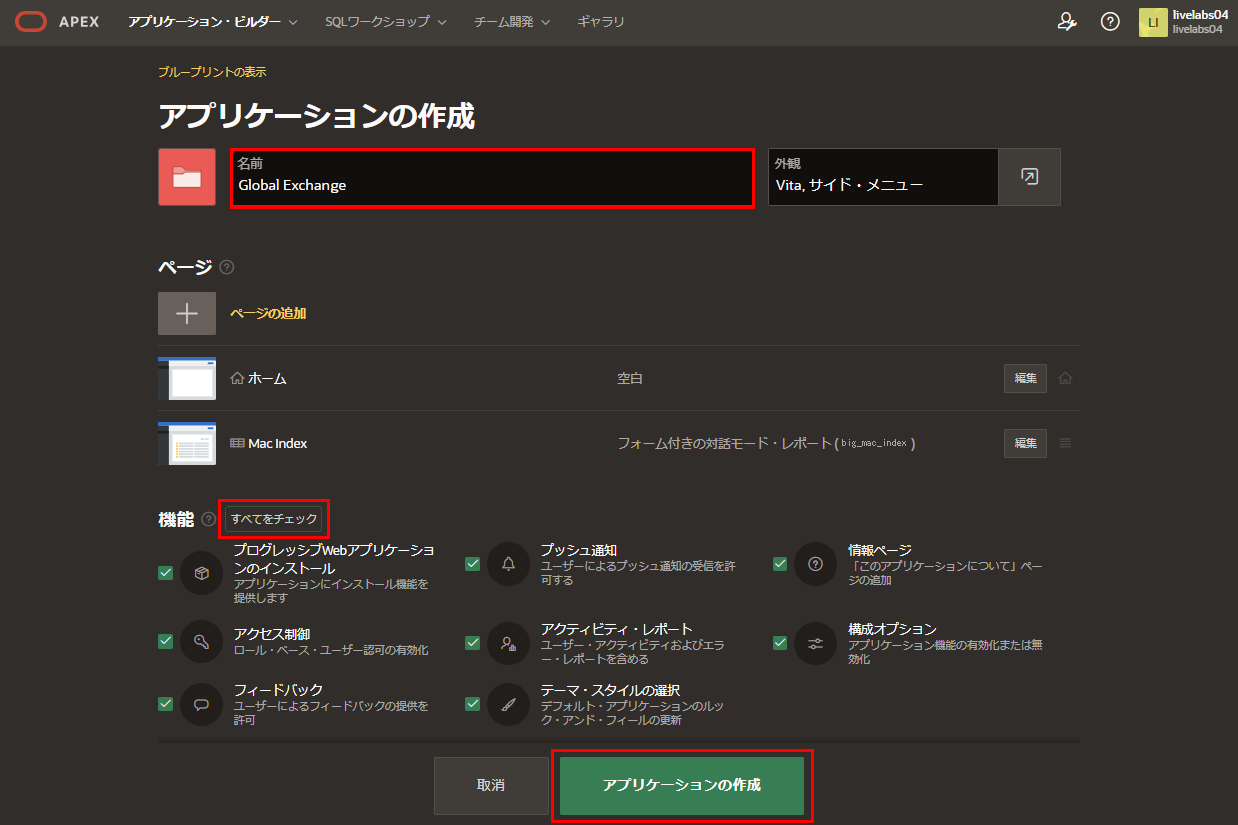 APEX アプリケーション・ビルダー SQLワークショップ チーム開発 ギャラリ LI livelabs04
livelabs04
ブループリントの表示
アプリケーションの作成
名前
Global Exchange
外観
Vita, サイド・メニュー
ページ
ページの追加
ホーム 空白 編集
Mac Index フォーム付きの対話モード・レポート (big_mac_index) 編集
機能 すべてをチェック
プログレッシブWebアプリケーショ
ンのインストール
アプリケーションにインストール機能を
提供します
プッシュ通知
ユーザーによるプッシュ通知の受信を許
可する
情報ページ
「このアプリケーションについて」ペー
ジの追加
アクセス制御
ロール・ベース・ユーザー認可の有効化
アクティビティ・レポート
ユーザー・アクティビティおよびエラ
ー・レポートを含める
構成オプション
アプリケーション機能の有効化または無
効化
フィードバック
ユーザーによるフィードバックの提供を
許可
テーマ・スタイルの選択
デフォルト・アプリケーションのルッ
ク・アンド・フィールの更新
取消 アプリケーションの作成